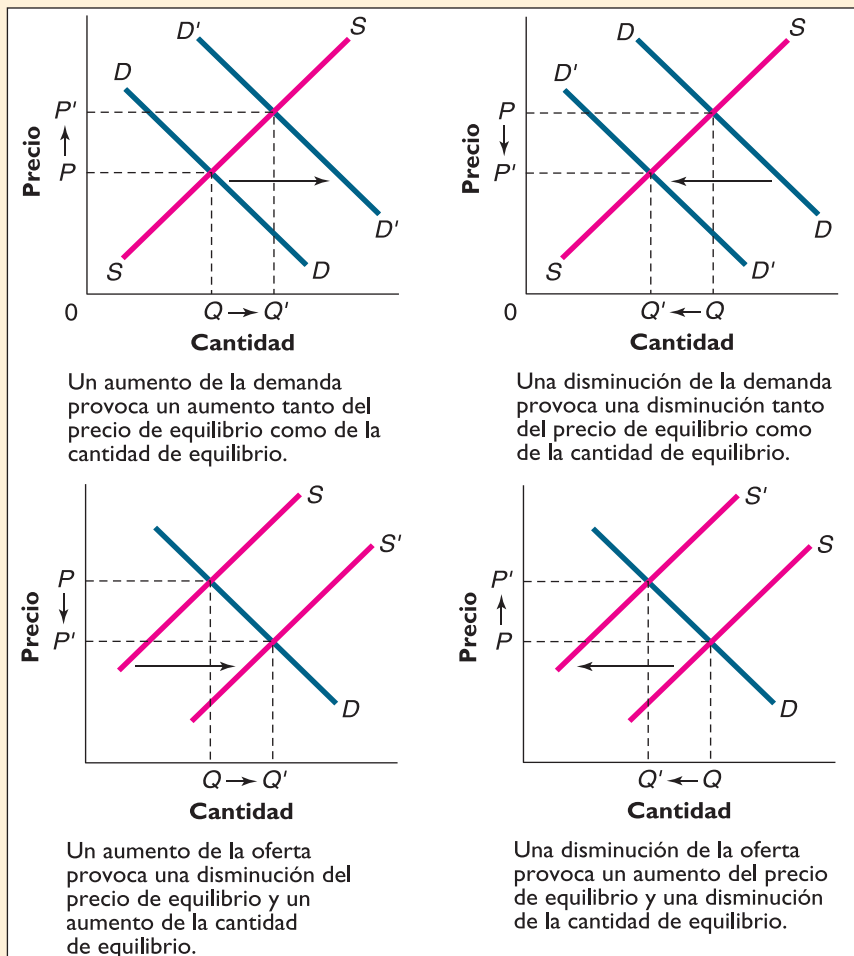 D'
S
D
P'
P
Precio
D'
S
D
0
Q → Q'
Cantidad
Un aumento de la demanda
provoca un aumento tanto del
precio de equilibrio como de la
cantidad de equilibrio.
D
S
D'
P
P'
Precio
D
S
D'
0
Q' ← Q
Cantidad
Una disminución de la demanda
provoca una disminución tanto
del precio de equilibrio como
de la cantidad de equilibrio.
S
S'
P
P'
Precio
D
Q → Q'
Cantidad
Un aumento de la oferta
provoca una disminución del
precio de equilibrio y un
aumento de la cantidad
de equilibrio.
S'
S
P'
P
Precio
D
Q' ← Q
Cantidad
Una disminución de la oferta
provoca un aumento del precio
de equilibrio y una disminución
de la cantidad de equilibrio.